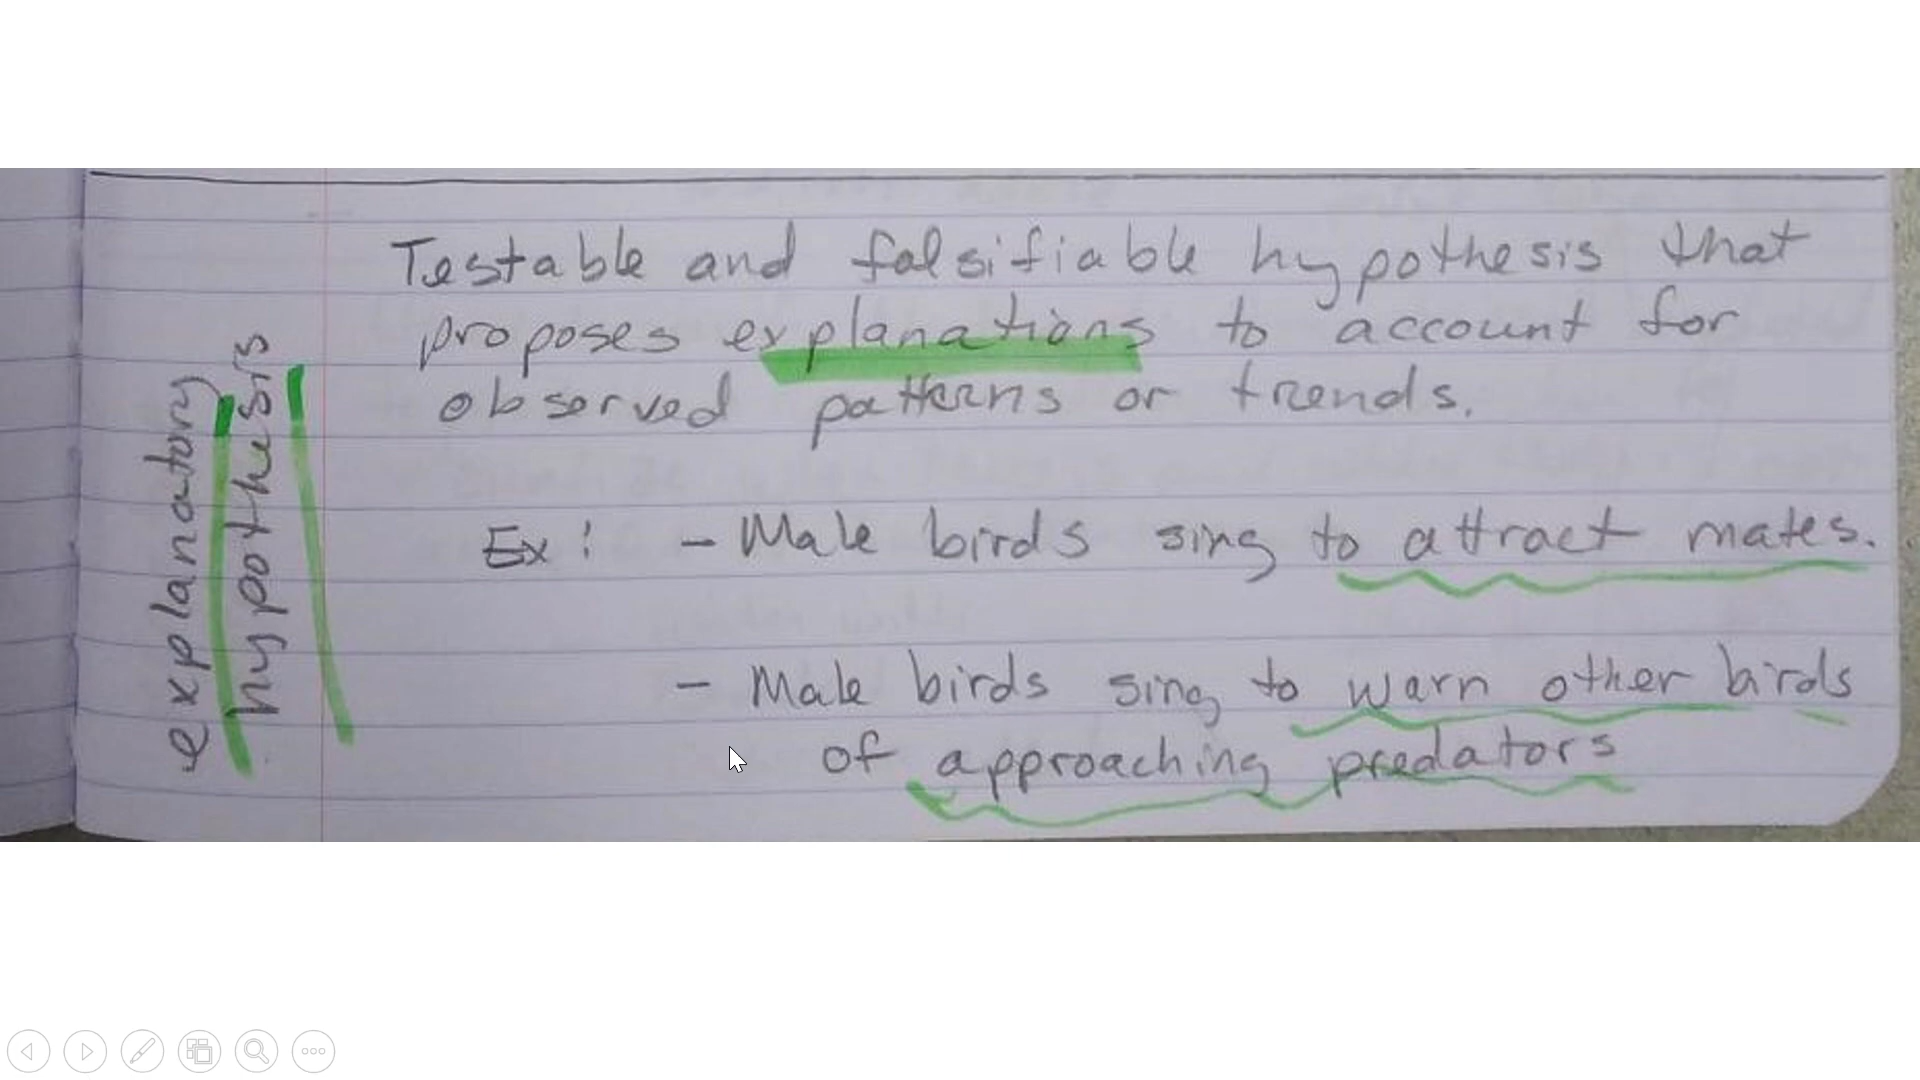 explanatory
hypothesis
Testable and falsifiable hypothesis that
proposes explanations to account for
observed patterns or trends.
Ex: - Male birds sing to attract mates.
- Male birds sing to warn other birds
of approaching predators